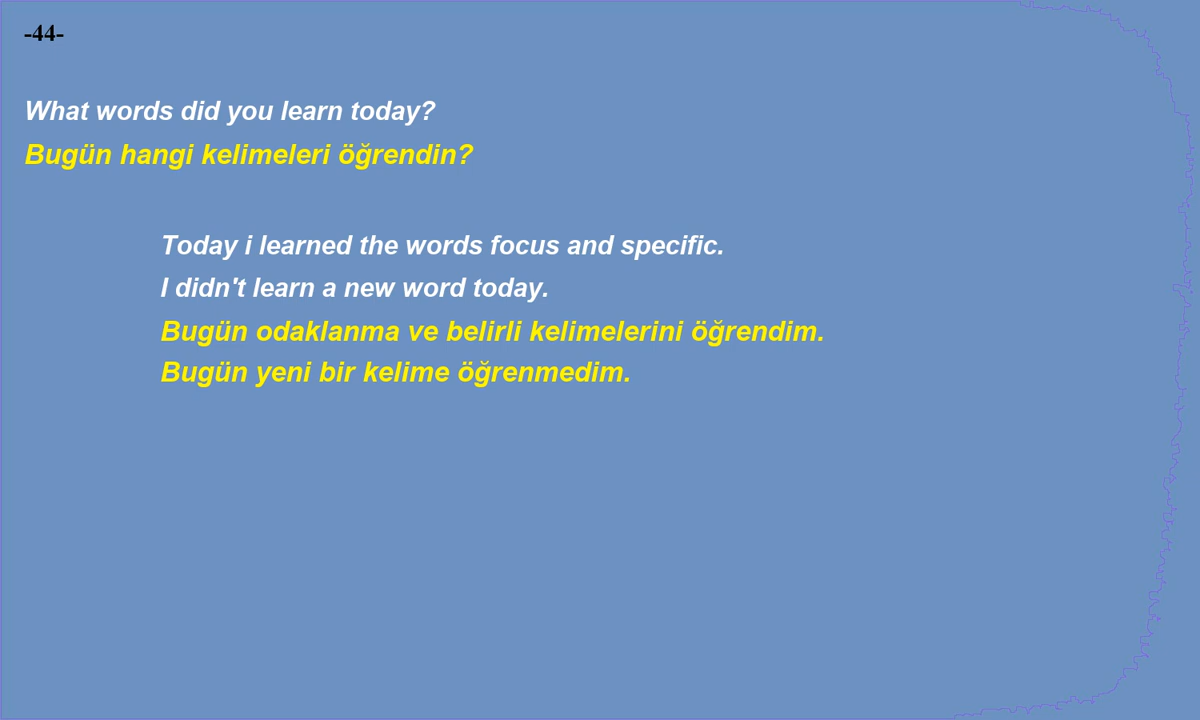 -44-
What words did you learn today?
Bugün hangi kelimeleri öğrendin?
Today i learned the words focus and specific.
I didn't learn a new word today.
Bugün odaklanma ve belirli kelimelerini öğrendim.
Bugün yeni bir kelime öğrenmedim.